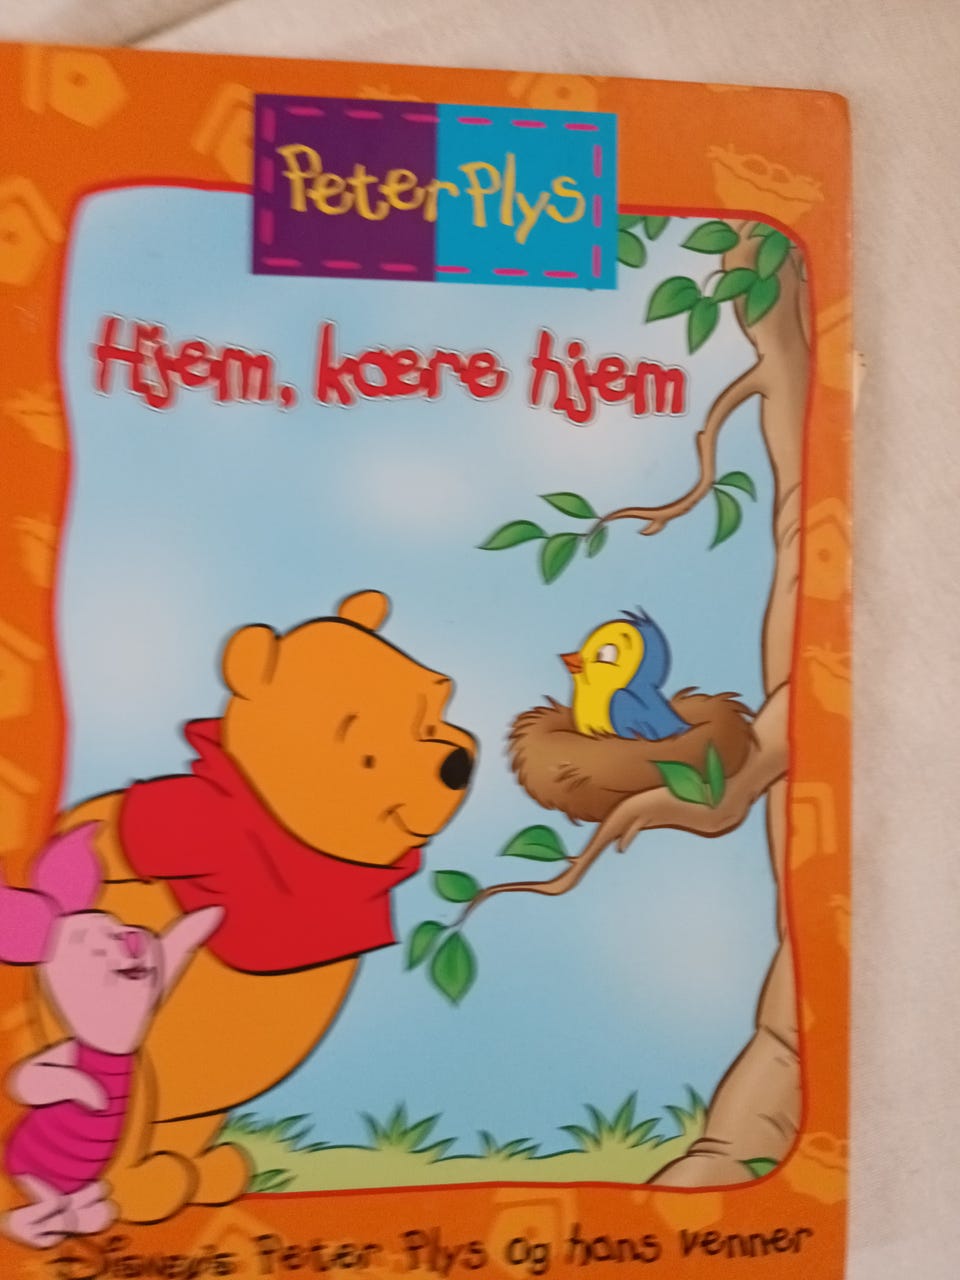 Peter Plys
Hjem, kære hjem
Disney's Peter Plys og hans venner